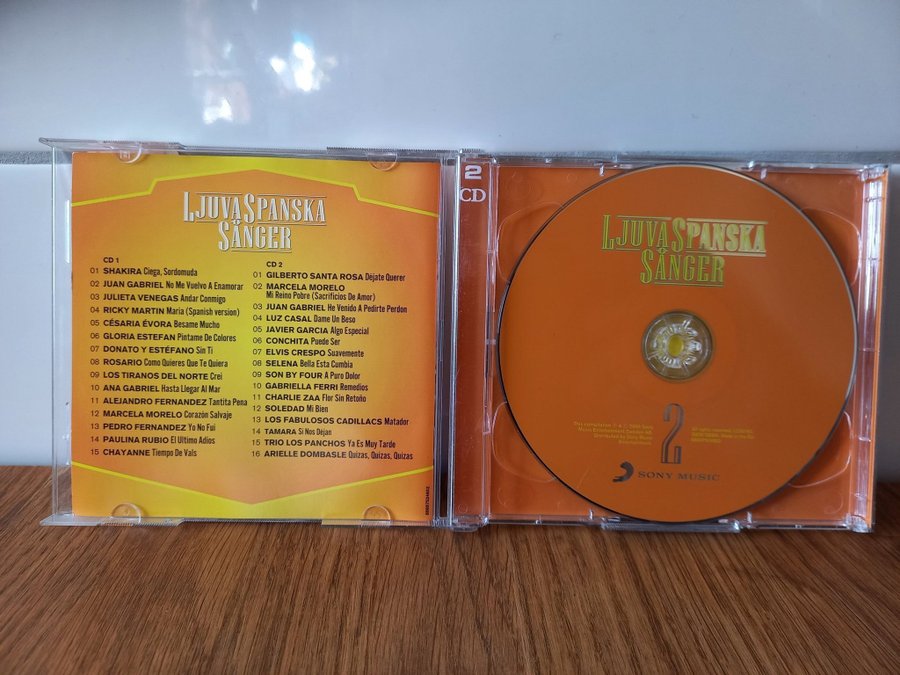 LJUVA SPANSKA
SÅNGER
CD 1
01 SHAKIRA Ciega, Sordomuda
02 JUAN GABRIEL No Me Vuelvo A Enamorar
03 JULIETA VENEGAS Andar Conmigo
04 RICKY MARTIN Maria (Spanish version)
05 CÉSARIA ÉVORA Besame Mucho
06 GLORIA ESTEFAN Pintame De Colores
07 DONATO Y ESTÉFANO Sin Ti
08 ROSARIO Como Quieres Que Te Quiera
09 LOS TIRANOS DEL NORTE Crei
10 ANA GABRIEL Hasta Llegar Al Mar
11 ALEJANDRO FERNANDEZ Tantita Pena
12 MARCELA MORELO Corazón Salvaje
13 PEDRO FERNANDEZ Yo No Fui
14 PAULINA RUBIO El Ultimo Adios
15 CHAYANNE Tiempo De Vals
CD 2
01 GILBERTO SANTA ROSA Déjate Querer
02 MARCELA MORELO
Mi Reino Pobre (Sacrificios De Amor)
03 JUAN GABRIEL He Venido A Pedirte Perdon
04 LUZ CASAL Dame Un Beso
05 JAVIER GARCIA Algo Especial
06 CONCHITA Puede Ser
07 ELVIS CRESPO Suavemente
08 SELENA Bella Esta Cumbia
09 SON BY FOUR A Puro Dolor
10 GABRIELLA FERRI Remedios
11 CHARLIE ZAA Flor Sin Retoño
12 SOLEDAD Mi Bien
13 LOS FABULOSOS CADILLACS Matador
14 TAMARA Si Nos Déjan
15 TRIO LOS PANCHOS Ya Es Muy Tarde
16 ARIELLE DOMBASLE Quizas, Quizas, Quizas
2
CD
LJUVA SPANSKA
SÅNGER
2
SONY MUSIC